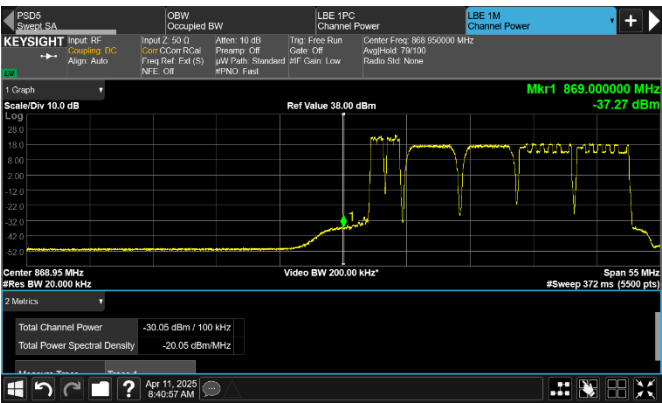 PSD5
Swept SA
OBW
Occupied BW
LBE 1PC
Channel Power
LBE 1M
Channel Power
KEYSIGHT
Input: RF
Coupling: DC
Align: Auto
Input Z: 50 Ω
Corr CCorr RCal
Freq Ref: Ext (S)
NFE: Off
Atten: 10 dB
Preamp: Off
µW Path: Standard
#PNO: Fast
Trig: Free Run
Gate: Off
#IF Gain: Low
Center Freq: 868.950000 MHz
Avg|Hold: 79/100
Radio Std: None
1 Graph
Mkr1 869.000000 MHz
Scale/Div 10.0 dB
Ref Value 38.00 dBm
-37.27 dBm
Log
28.0
18.0
8.00
-2.00
-12.0
-22.0
-32.0
-42.0
-52.0
1
Center 868.95 MHz
Video BW 200.00 kHz*
Span 55 MHz
#Res BW 20.000 kHz
#Sweep 372 ms (5500 pts)
2 Metrics
Total Channel Power -30.05 dBm / 100 kHz
Total Power Spectral Density -20.05 dBm/MHz
Measure Trace Trace 1
Apr 11, 2025
8:40:57 AM